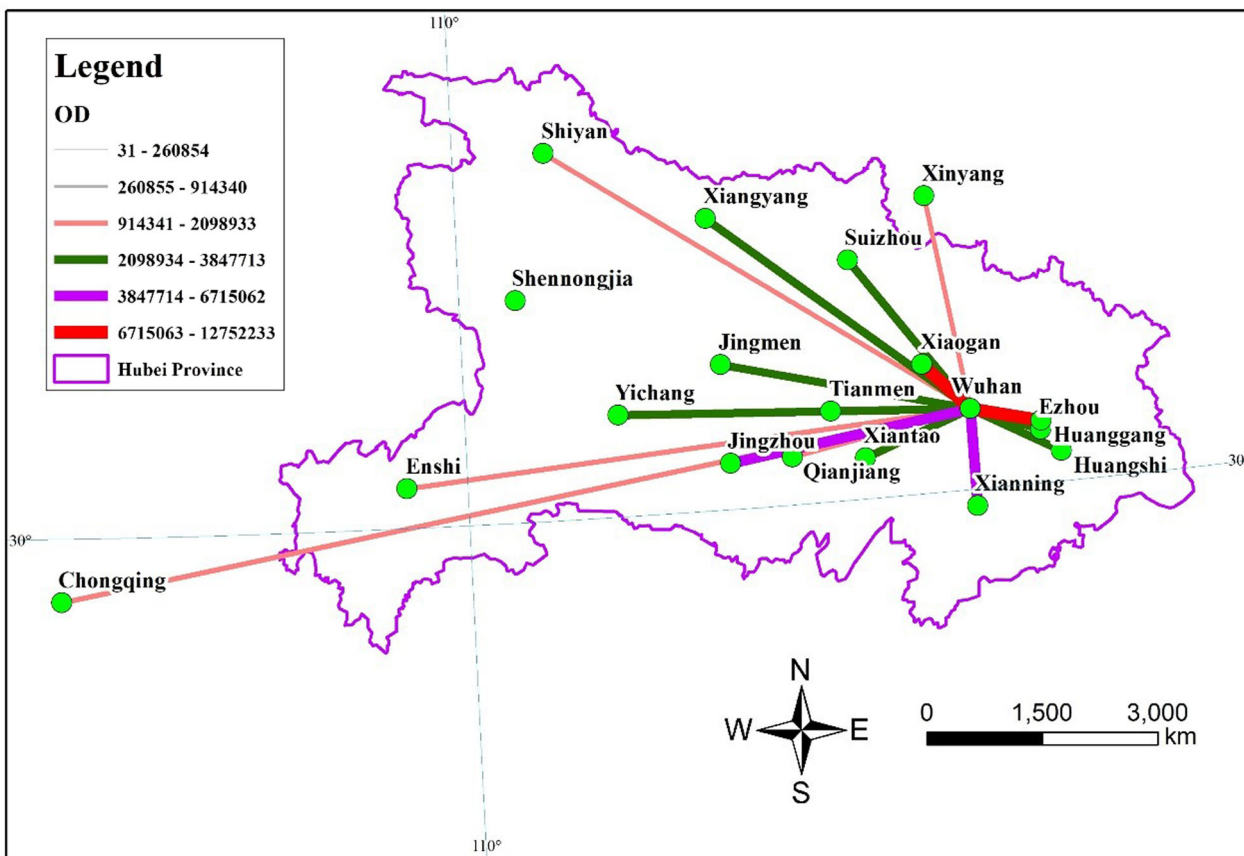 110°
Legend
OD
31 - 260854
260855 - 914340
914341 - 2098933
2098934 - 3847713
3847714 - 6715062
6715063 - 12752233
Hubei Province
Shiyan
Xinyang
Xiangyang
Suizhou
Shennongjia
Jingmen
Xiaogan
Yichang
Tianmen
Wuhan
Ezhou
Jingzhou
Xiantao
Huanggang
Enshi
Qianjiang
Huangshi
30°
Xianning
30°
Chongqing
N
W E
S
0 1,500 3,000
km
110°